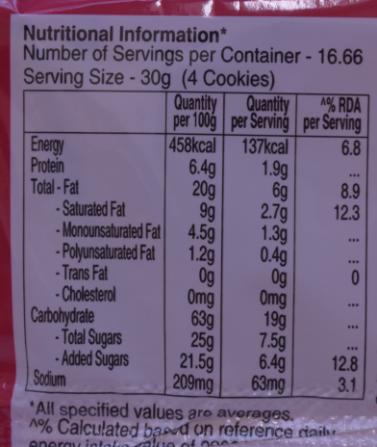 Nutritional Information*
Number of Servings per Container - 16.66
Serving Size - 30g (4 Cookies)
Quantity per 100g Quantity per Serving ^% RDA per Serving
Energy 458kcal 137kcal 6.8
Protein 6.4g 1.9g ...
Total - Fat 20g 6g 8.9
- Saturated Fat 9g 2.7g 12.3
- Monounsaturated Fat 4.5g 1.3g ...
- Polyunsaturated Fat 1.2g 0.4g ...
- Trans Fat 0g 0g 0
- Cholesterol 0mg 0mg ...
Carbohydrate 63g 19g ...
- Total Sugars 25g 7.5g ...
- Added Sugars 21.5g 6.4g 12.8
Sodium 209mg 63mg 3.1
*All specified values are averages.
^% Calculated based on reference daily
energy intake value of